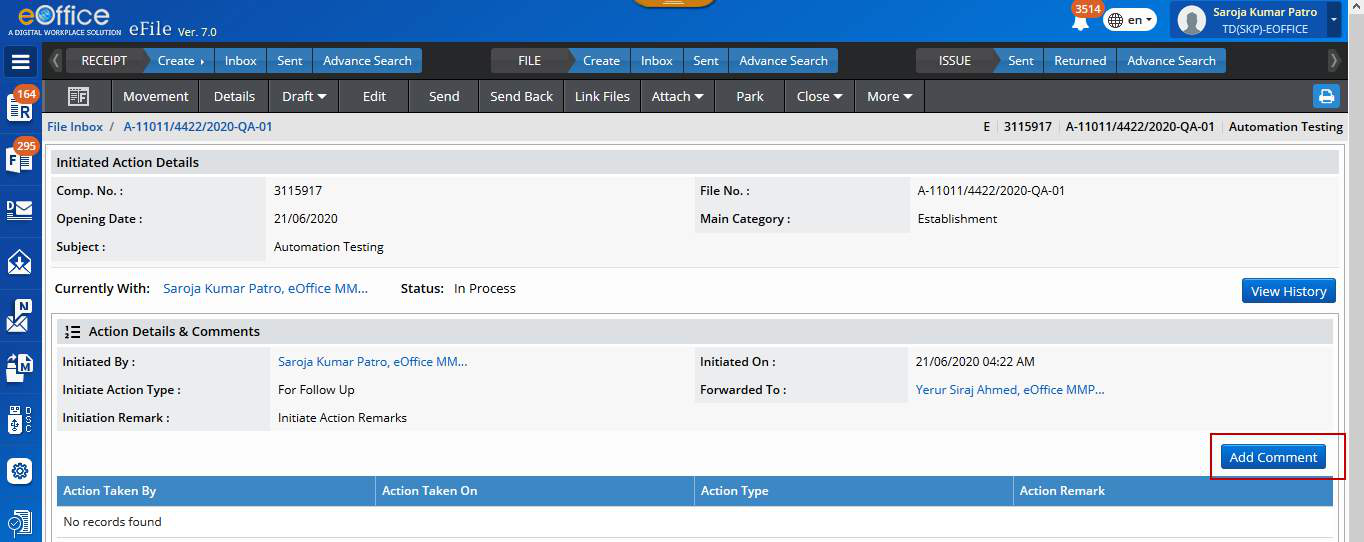 eOffice
A DIGITAL WORKPLACE SOLUTION eFile Ver. 7.0
3514 en Saroja Kumar Patro
TD(SKP)-EOFFICE
RECEIPT Create Inbox Sent Advance Search FILE Create Inbox Sent Advance Search ISSUE Sent Returned Advance Search
164 R
F Movement Details Draft Edit Send Send Back Link Files Attach Park Close More
File Inbox / A-11011/4422/2020-QA-01 E 3115917 A-11011/4422/2020-QA-01 Automation Testing
295 F
Initiated Action Details
Comp. No. : 3115917 File No. : A-11011/4422/2020-QA-01
D
Opening Date : 21/06/2020 Main Category : Establishment
Subject : Automation Testing
Currently With: Saroja Kumar Patro, eOffice MM... Status: In Process View History
N
Action Details & Comments
Initiated By : Saroja Kumar Patro, eOffice MM... Initiated On : 21/06/2020 04:22 AM
M
Initiate Action Type : For Follow Up Forwarded To : Yerur Siraj Ahmed, eOffice MMP...
Initiation Remark : Initiate Action Remarks
DSC
Add Comment
Action Taken By Action Taken On Action Type Action Remark
No records found